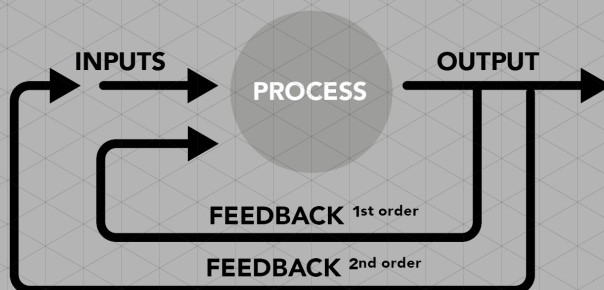 INPUTS
OUTPUT
PROCESS
FEEDBACK 1st order
FEEDBACK 2nd order